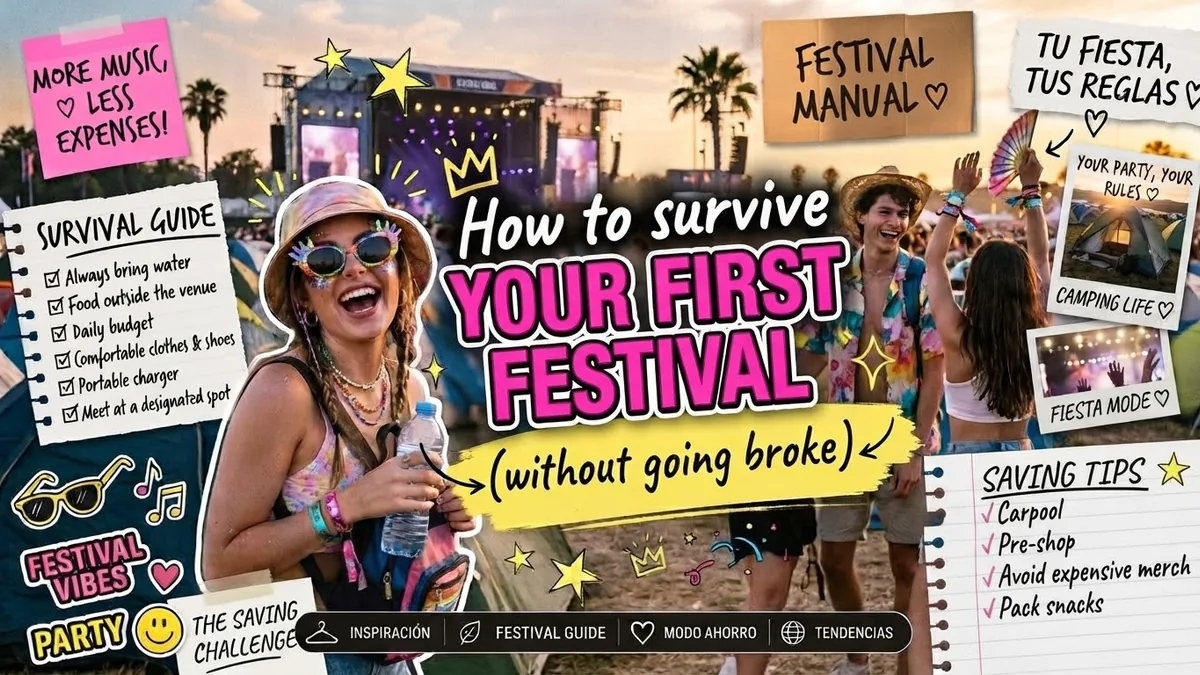 MORE MUSIC,
♡ LESS
EXPENSES!
FESTIVAL
MANUAL ♡
TU FIESTA,
TUS REGLAS ♡
YOUR PARTY, YOUR
RULES ♡
CAMPING LIFE ♡
FIESTA MODE ♡
SURVIVAL GUIDE
Always bring water
Food outside the venue
Daily budget
Comfortable clothes & shoes
Portable charger
Meet at a designated spot
How to survive
YOUR FIRST
FESTIVAL
(without going broke)
SAVING TIPS
✓ Carpool
✓ Pre-shop
✓ Avoid expensive merch
✓ Pack snacks
FESTIVAL
VIBES
PARTY
THE SAVING
CHALLENGE
INSPIRACIÓN
FESTIVAL GUIDE
MODO AHORRO
TENDENCIAS